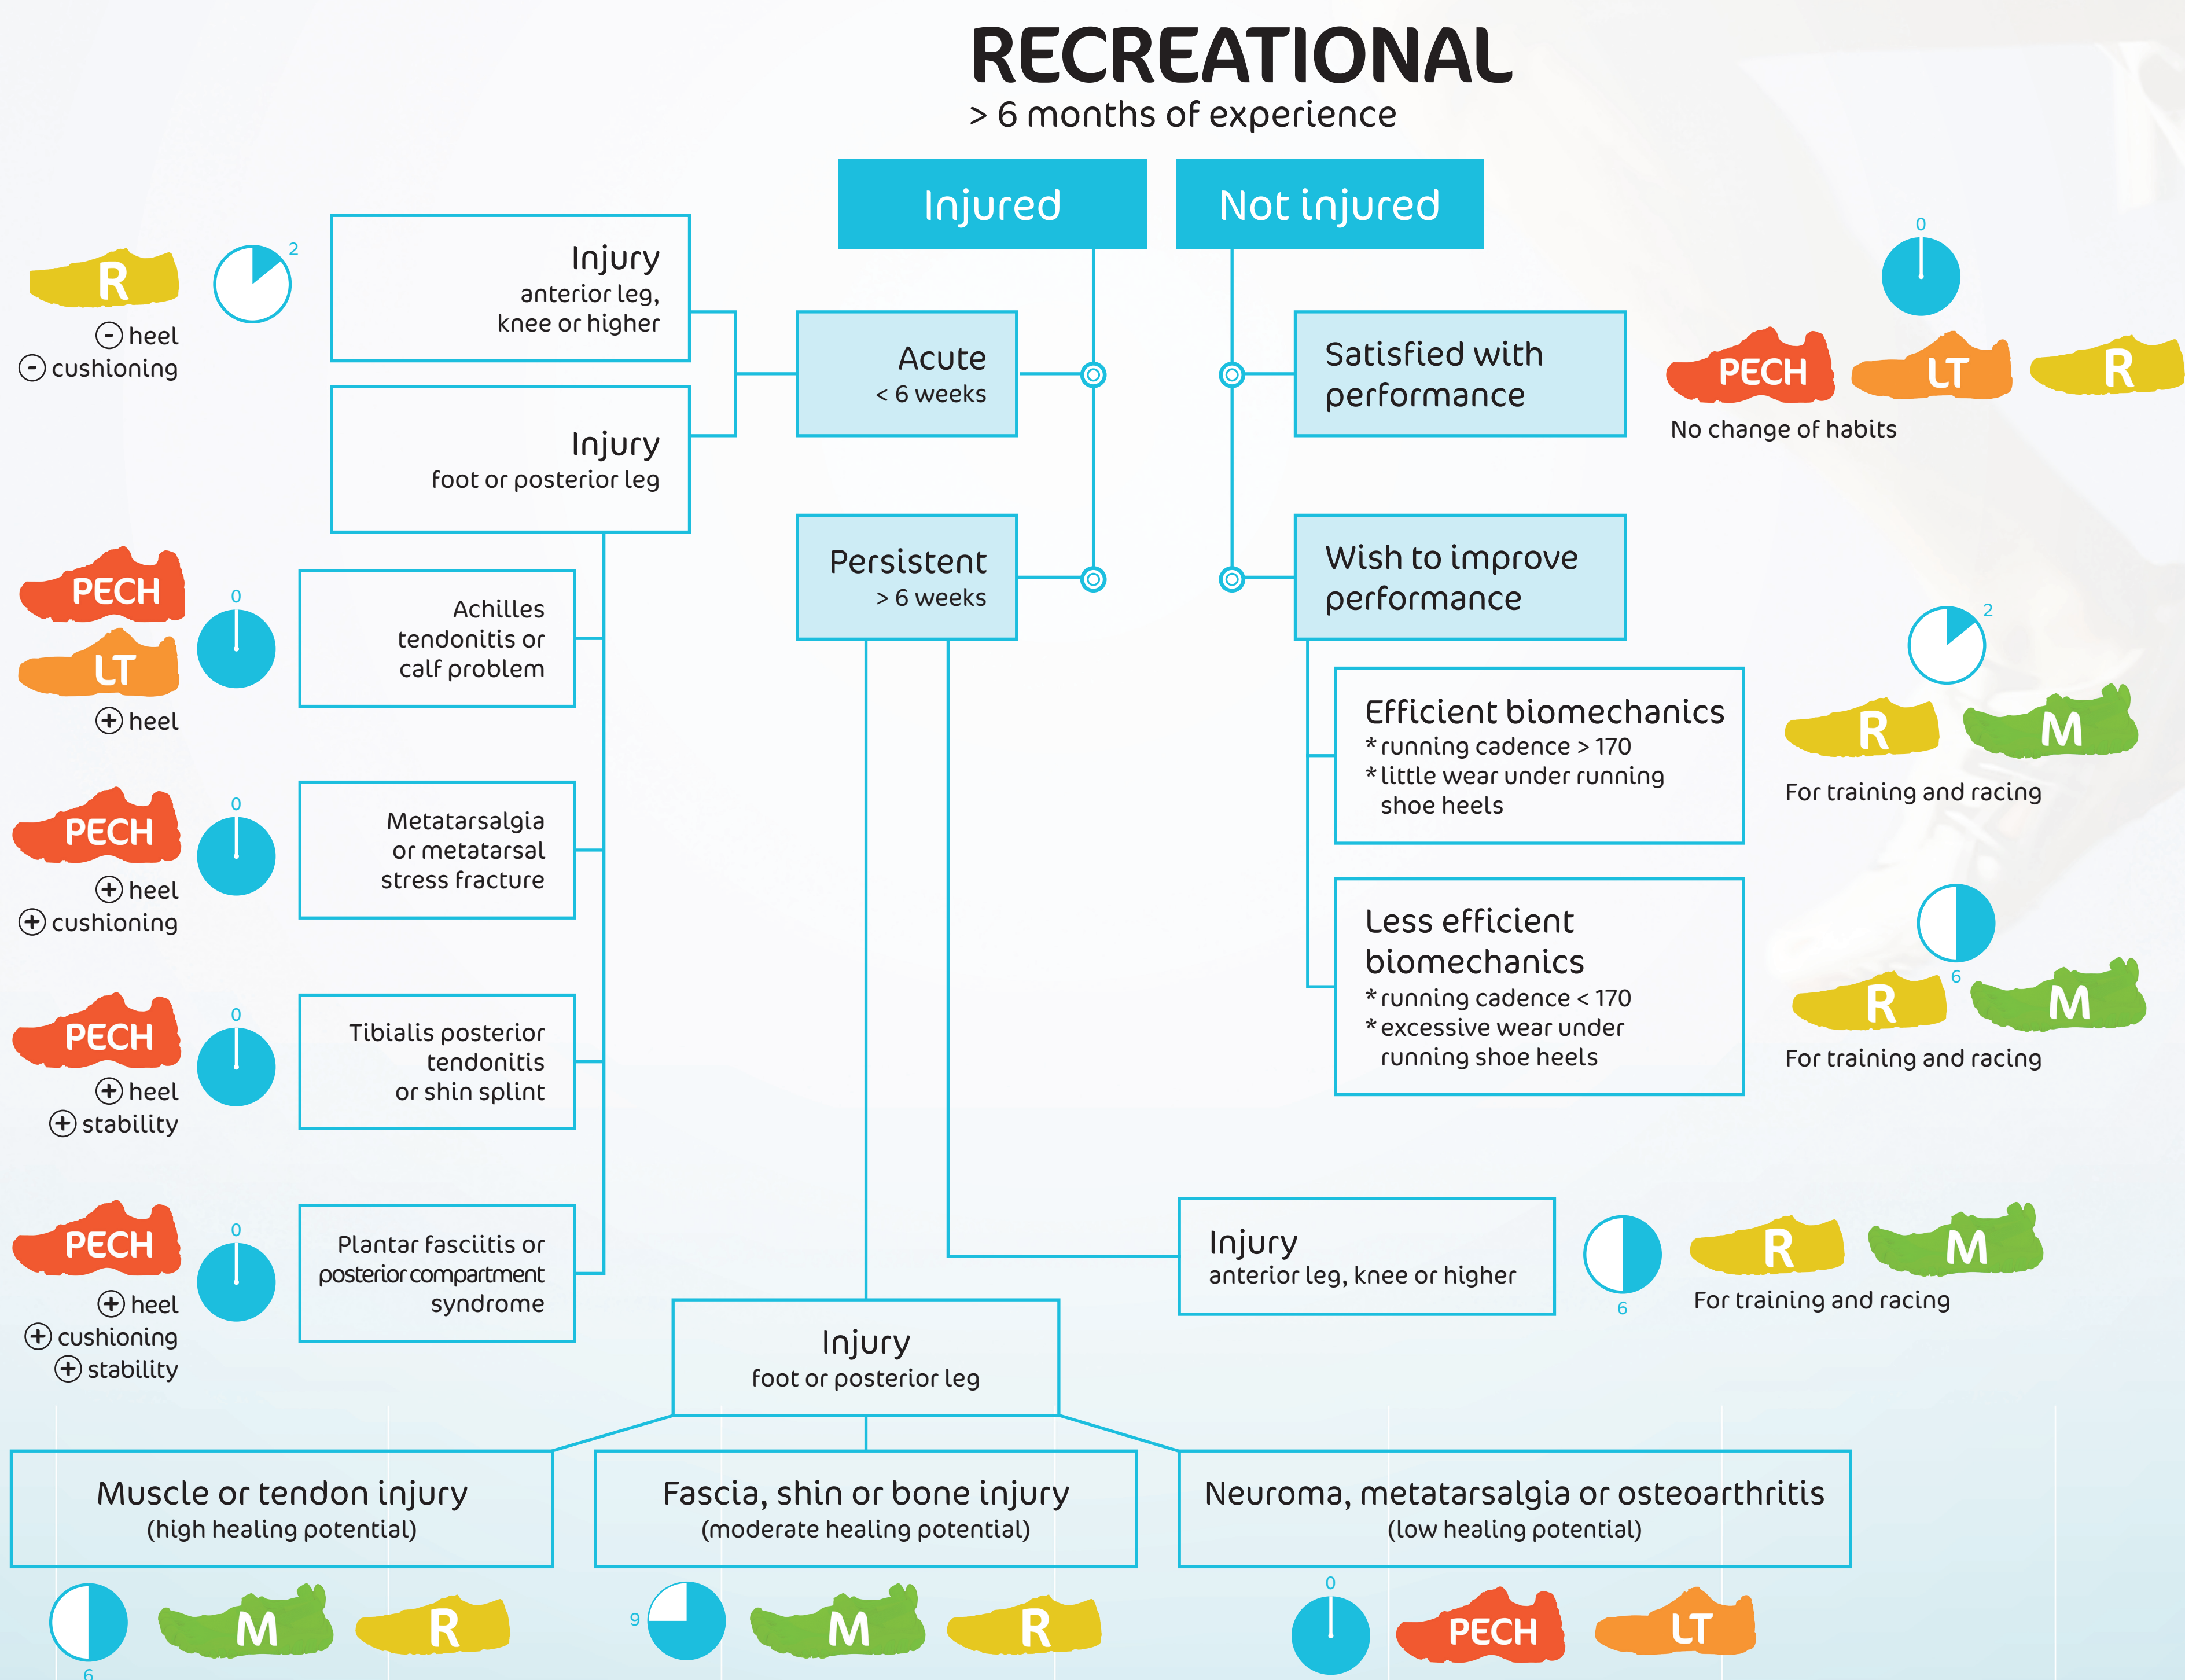 RECREATIONAL
> 6 months of experience
Injured
Not injured
R
2
- heel
- cushioning
Injury
anterior leg,
knee or higher
Injury
foot or posterior leg
Acute
< 6 weeks
Persistent
> 6 weeks
PECH
LT
0
+ heel
Achilles
tendonitis or
calf problem
PECH
0
+ heel
+ cushioning
Metatarsalgia
or metatarsal
stress fracture
PECH
0
+ heel
+ stability
Tibialis posterior
tendonitis
or shin splint
PECH
0
+ heel
+ cushioning
+ stability
Plantar fasciitis or
posterior compartment
syndrome
Satisfied with
performance
0
PECH LT R
No change of habits
Wish to improve
performance
Efficient biomechanics
* running cadence > 170
* little wear under running
shoe heels
2
R M
For training and racing
Less efficient
biomechanics
* running cadence < 170
* excessive wear under
running shoe heels
6
R M
For training and racing
Injury
anterior leg, knee or higher
6
R M
For training and racing
Injury
foot or posterior leg
Muscle or tendon injury
(high healing potential)
6
M R
Fascia, shin or bone injury
(moderate healing potential)
9
M R
Neuroma, metatarsalgia or osteoarthritis
(low healing potential)
0
PECH LT